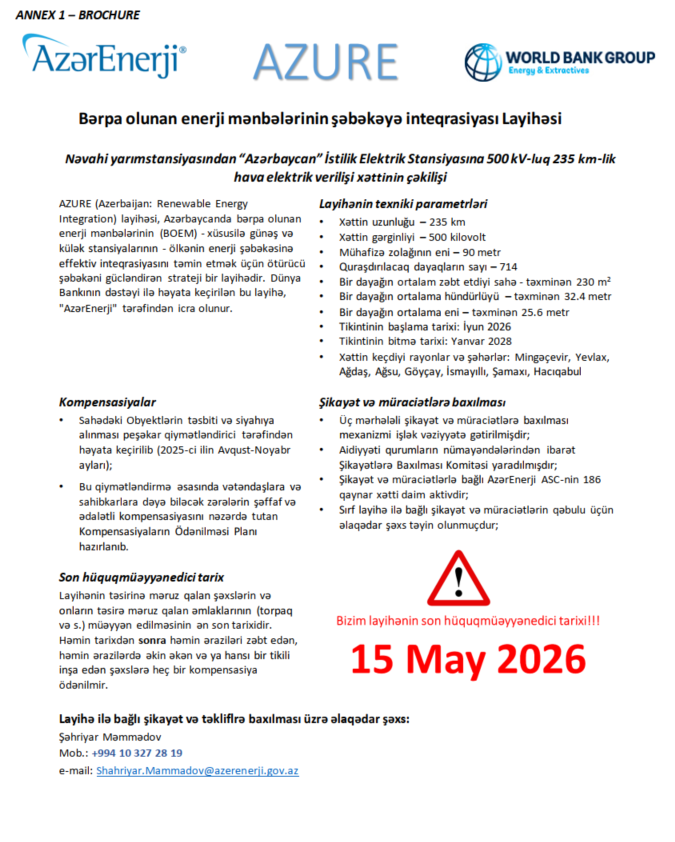 ANNEX 1 – BROCHURE
AzərEnerji®
AZURE
WORLD BANK GROUP
Energy & Extractives
Bərpa olunan enerji mənbələrinin şəbəkəyə inteqrasiyası Layihəsi
Nəvahi yarımstansiyasından “Azərbaycan” İstilik Elektrik Stansiyasına 500 kV-luq 235 km-lik
hava elektrik verilişi xəttinin çəkilişi
AZURE (Azerbaijan: Renewable Energy
Integration) layihəsi, Azərbaycanda bərpa olunan
enerji mənbələrinin (BOEM) - xüsusilə günəş və
külək stansiyalarının - ölkənin enerji şəbəkəsinə
effektiv inteqrasiyasını təmin etmək üçün ötürücü
şəbəkəni gücləndirən strateji bir layihədir. Dünya
Bankının dəstəyi ilə həyata keçirilən bu layihə,
"AzərEnerji" tərəfindən icra olunur.
Layihənin texniki parametrləri
• Xəttin uzunluğu – 235 km
• Xəttin gərginliyi – 500 kilovolt
• Mühafizə zolağının eni – 90 metr
• Quraşdırılacaq dayaqların sayı – 714
• Bir dayağın ortalam zəbt etdiyi sahə - təxminən 230 m²
• Bir dayağın ortalama hündürlüyü – təxminən 32.4 metr
• Bir dayağın ortalama eni – təxminən 25.6 metr
• Tikintinin başlama tarixi: İyun 2026
• Tikintinin bitmə tarixi: Yanvar 2028
• Xəttin keçdiyi rayonlar və şəhərlər: Mingəçevir, Yevlax,
Ağdaş, Ağsu, Göyçay, İsmayıllı, Şamaxı, Hacıqabul
Kompensasiyalar
• Sahədəki Obyektlərin təsbiti və siyahıya
alınması peşəkar qiymətləndirici tərəfindən
həyata keçirilib (2025-ci ilin Avqust-Noyabr
ayları);
• Bu qiymətləndirmə əsasında vətəndaşlara və
sahibkarlara dəyə biləcək zərələrin şəffaf və
ədalətli kompensasiyasını nəzərdə tutan
Kompensasiyaların Ödənilməsi Planı
hazırlanıb.
Şikayət və müraciətlərə baxılması
• Üç mərhələli şikayət və müraciətlərə baxılması
mexanizmi işlək vəziyyətə gətirilmişdir;
• Aidiyyəti qurumların nümayəndələrindən ibarət
Şikayətlərə Baxılması Komitəsi yaradılmışdır;
• Şikayət və müraciətlərlə bağlı AzərEnerji ASC-nin 186
qaynar xətti daim aktivdir;
• Sırf layihə ilə bağlı şikayət və müraciətlərin qəbulu üçün
əlaqədar şəxs təyin olunmuçdur;
Son hüquqmüəyyənedici tarix
Layihənin təsirinə məruz qalan şəxslərin və
onların təsirə məruz qalan əmlaklarının (torpaq
və s.) müəyyən edilməsinin ən son tarixidir.
Həmin tarixdən sonra həmin əraziləri zəbt edən,
həmin ərazilərdə əkin əkən və ya hansı bir tikili
inşa edən şəxslərə heç bir kompensasiya
ödənilmir.
!
Bizim layihənin son hüquqmüəyyənedici tarixi!!!
15 May 2026
Layihə ilə bağlı şikayət və təkliflrə baxılması üzrə əlaqədar şəxs:
Şəhriyar Məmmədov
Mob.: +994 10 327 28 19
e-mail: Shahriyar.Mammadov@azerenerji.gov.az